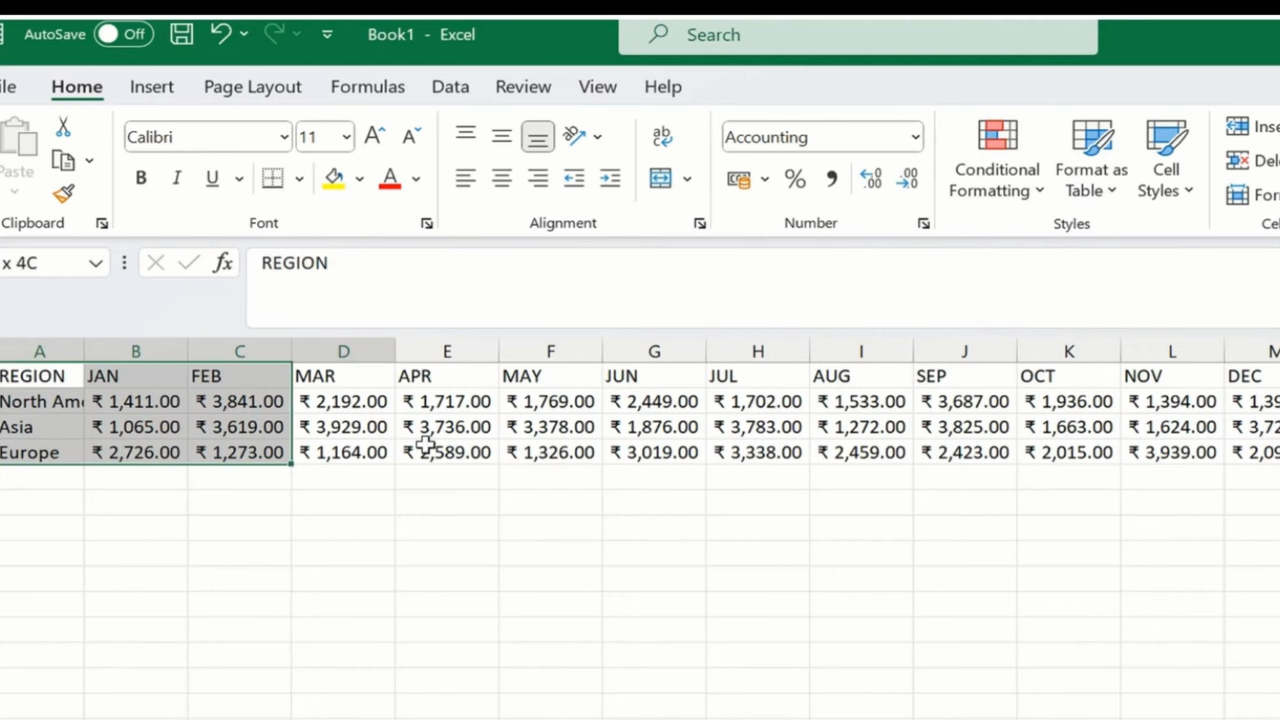 AutoSave Off Book1 - Excel Search
Home Insert Page Layout Formulas Data Review View Help
Calibri 11 Accounting
Paste
B I U
Conditional Formatting
Format as Table
Cell Styles
Clipboard Font Alignment Number Styles
x 4C fx REGION
A B C D E F G H I J K L M
REGION JAN FEB MAR APR MAY JUN JUL AUG SEP OCT NOV DEC
North Ame ₹ 1,411.00 ₹ 3,841.00 ₹ 2,192.00 ₹ 1,717.00 ₹ 1,769.00 ₹ 2,449.00 ₹ 1,702.00 ₹ 1,533.00 ₹ 3,687.00 ₹ 1,936.00 ₹ 1,394.00
Asia ₹ 1,065.00 ₹ 3,619.00 ₹ 3,929.00 ₹ 3,736.00 ₹ 3,378.00 ₹ 1,876.00 ₹ 3,783.00 ₹ 1,272.00 ₹ 3,825.00 ₹ 1,663.00 ₹ 1,624.00
Europe ₹ 2,726.00 ₹ 1,273.00 ₹ 1,164.00 ₹ 2,589.00 ₹ 1,326.00 ₹ 3,019.00 ₹ 3,338.00 ₹ 2,459.00 ₹ 2,423.00 ₹ 2,015.00 ₹ 3,939.00